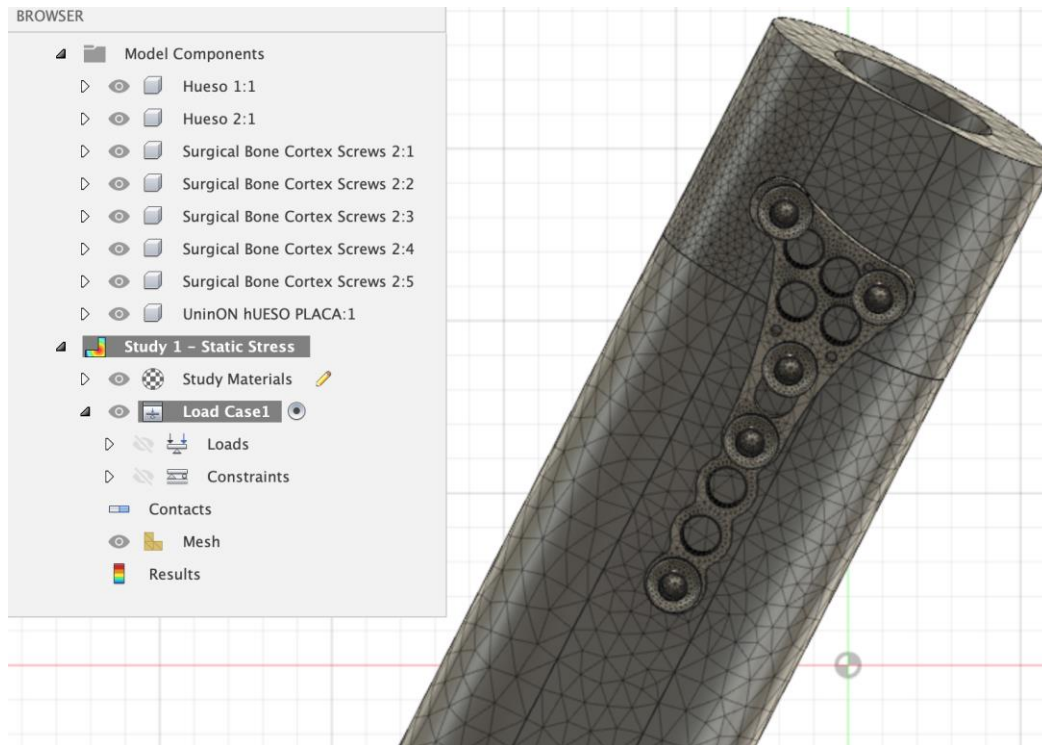 BROWSER
Model Components
Hueso 1:1
Hueso 2:1
Surgical Bone Cortex Screws 2:1
Surgical Bone Cortex Screws 2:2
Surgical Bone Cortex Screws 2:3
Surgical Bone Cortex Screws 2:4
Surgical Bone Cortex Screws 2:5
UninON hUESO PLACA:1
Study 1 – Static Stress
Study Materials
Load Case1
Loads
Constraints
Contacts
Mesh
Results